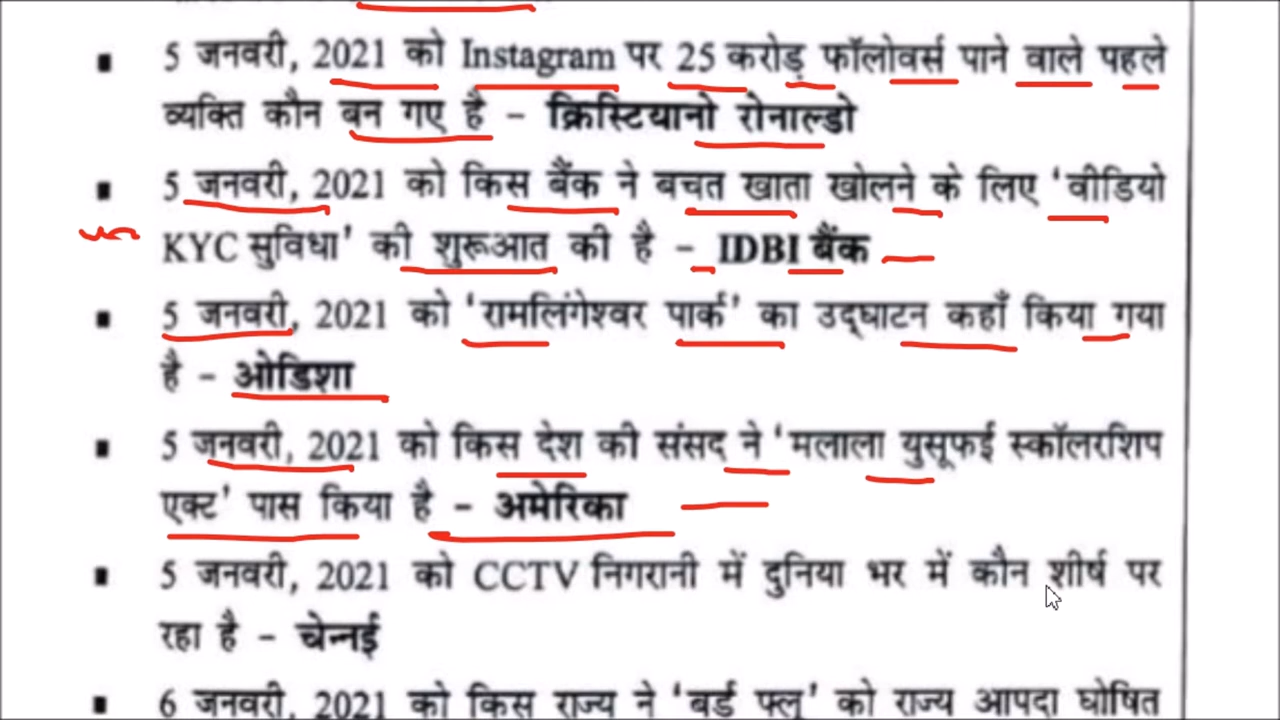 ▪ 5 जनवरी, 2021 को Instagram पर 25 करोड़ फॉलोवर्स पाने वाले पहले
व्यक्ति कौन बन गए है – क्रिस्टियानो रोनाल्डो
▪ 5 जनवरी, 2021 को किस बैंक ने बचत खाता खोलने के लिए ‘वीडियो
KYC सुविधा’ की शुरूआत की है – IDBI बैंक
▪ 5 जनवरी, 2021 को ‘रामलिंगेश्वर पार्क’ का उद्घाटन कहाँ किया गया
है – ओडिशा
▪ 5 जनवरी, 2021 को किस देश की संसद ने ‘मलाला युसूफई स्कॉलरशिप
एक्ट’ पास किया है – अमेरिका
▪ 5 जनवरी, 2021 को CCTV निगरानी में दुनिया भर में कौन शीर्ष पर
रहा है – चेन्नई
▪ 6 जनवरी, 2021 को किस राज्य ने ‘बर्ड फ्लू’ को राज्य आपदा घोषित